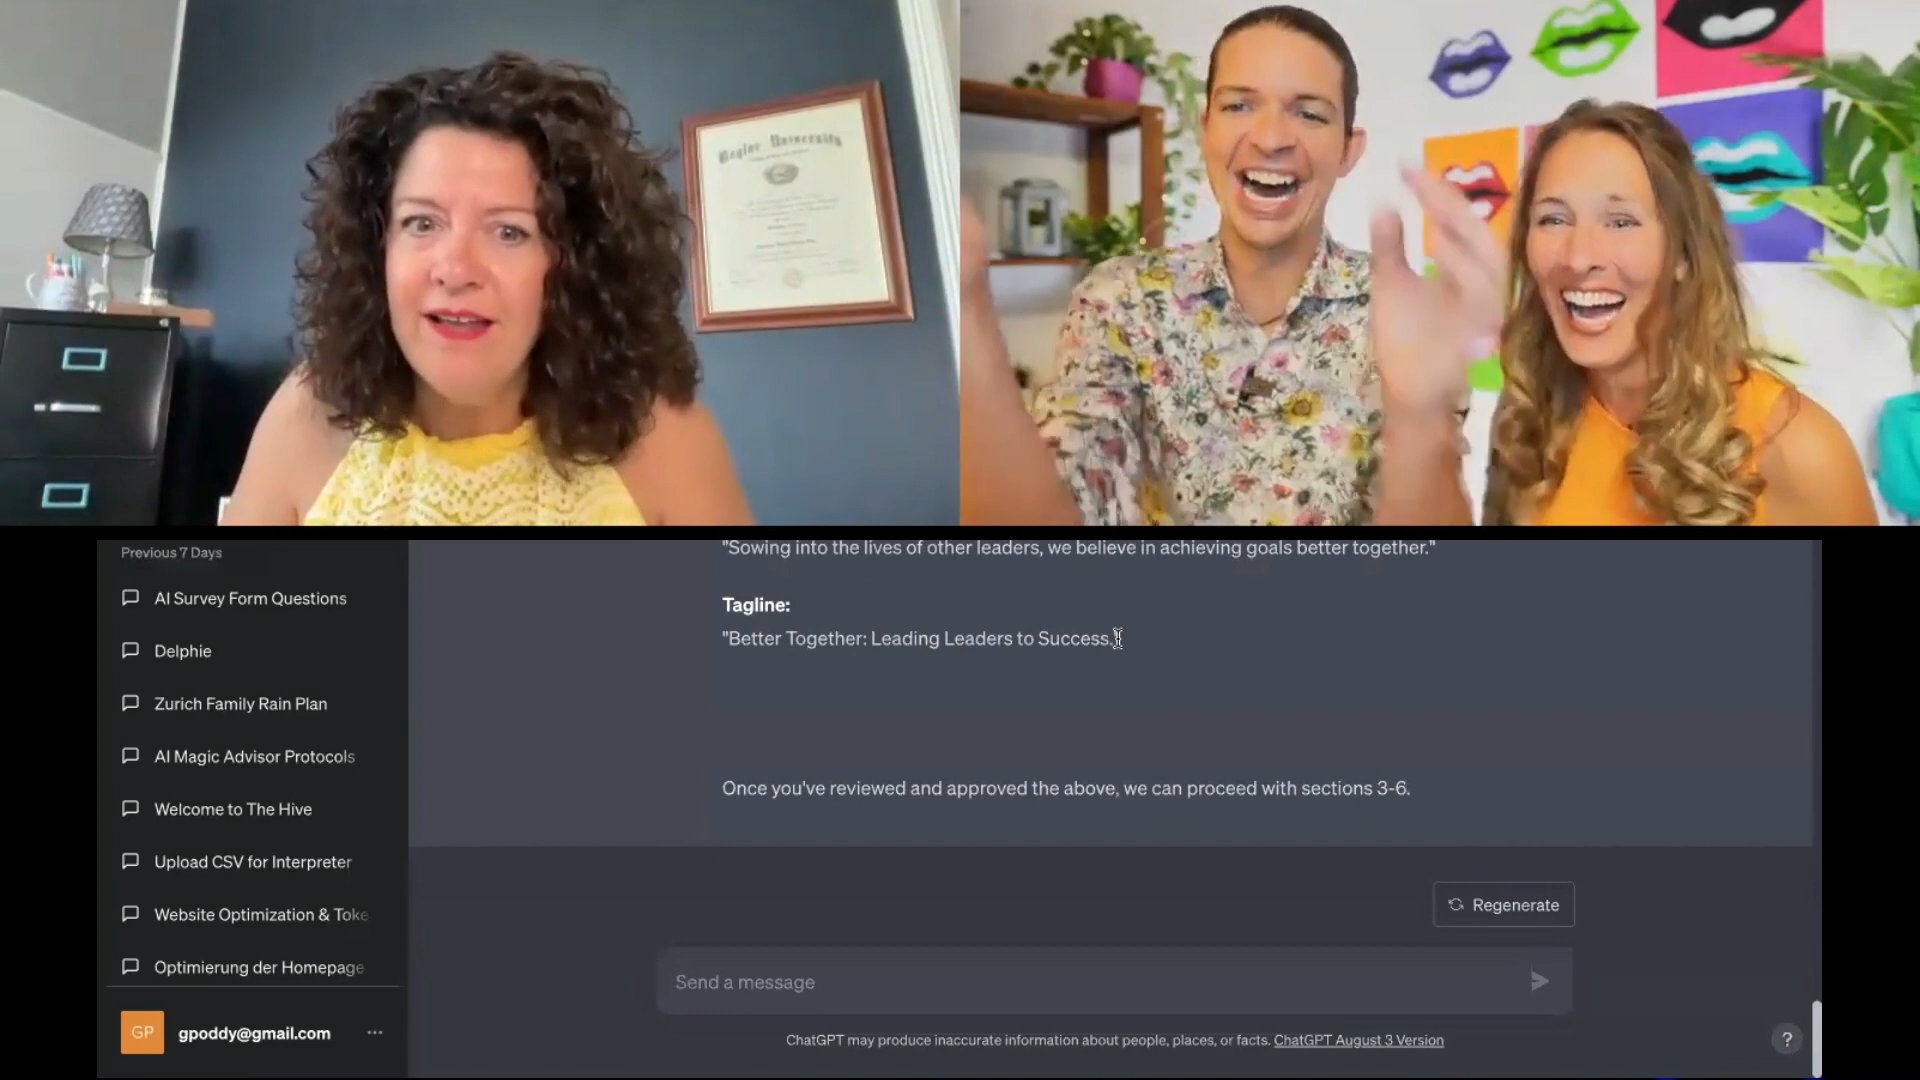 Baylor University
Previous 7 Days
AI Survey Form Questions
Delphie
Zurich Family Rain Plan
AI Magic Advisor Protocols
Welcome to The Hive
Upload CSV for Interpreter
Website Optimization & Toke
Optimierung der Homepage
GP
gpoddy@gmail.com
"Sowing into the lives of other leaders, we believe in achieving goals better together."
Tagline:
"Better Together: Leading Leaders to Success."
Once you've reviewed and approved the above, we can proceed with sections 3-6.
Regenerate
Send a message
ChatGPT may produce inaccurate information about people, places, or facts. ChatGPT August 3 Version
?